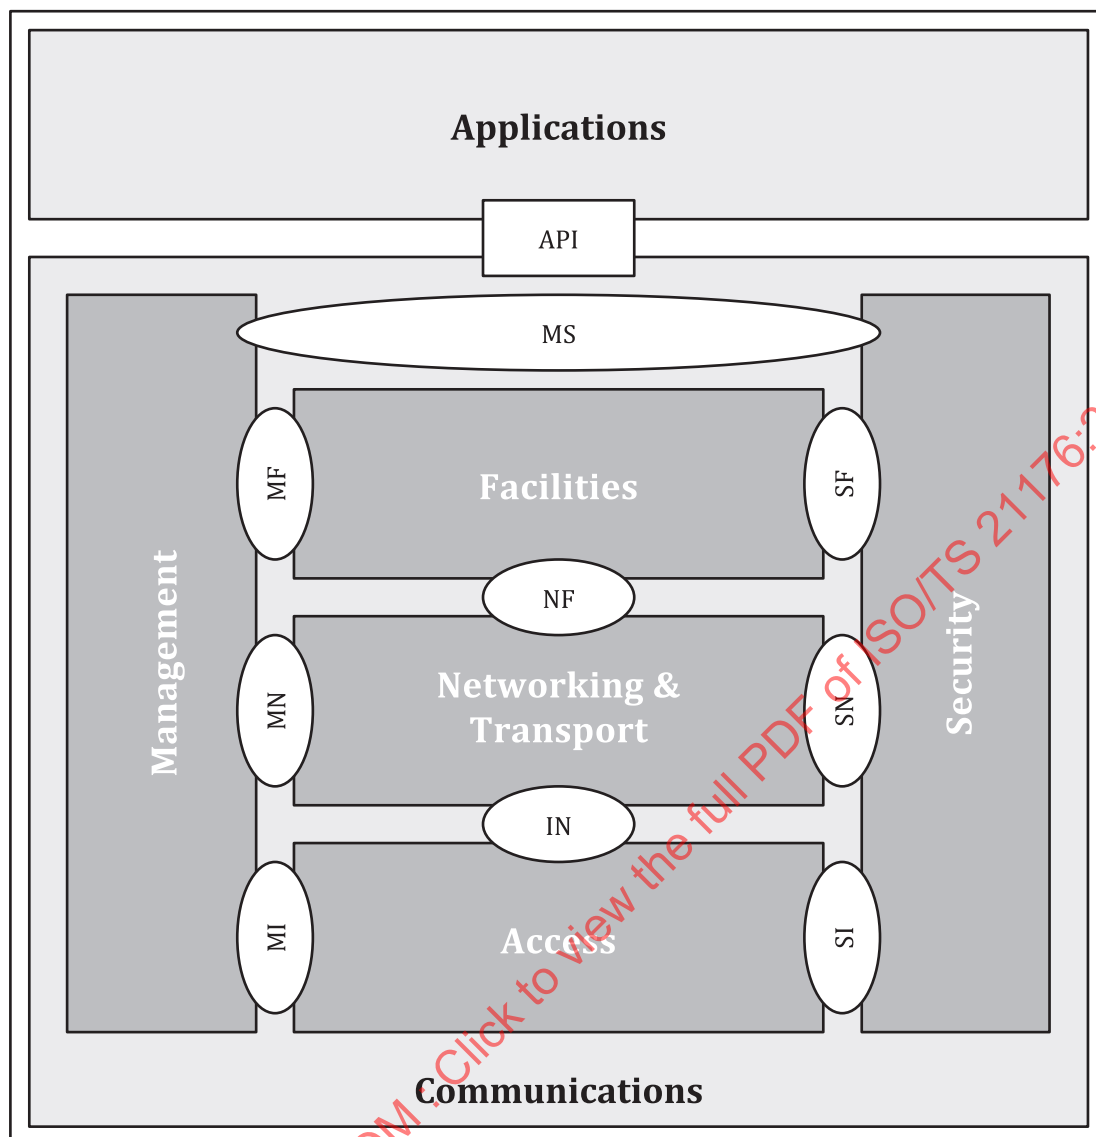 Applications
API
MS
MF
Facilities
SF
NF
Management
MN
Networking &
Transport
SN
Security
IN
MI
Access
SI
Communications
Click to view the full PDF of ISO/TS 21176: